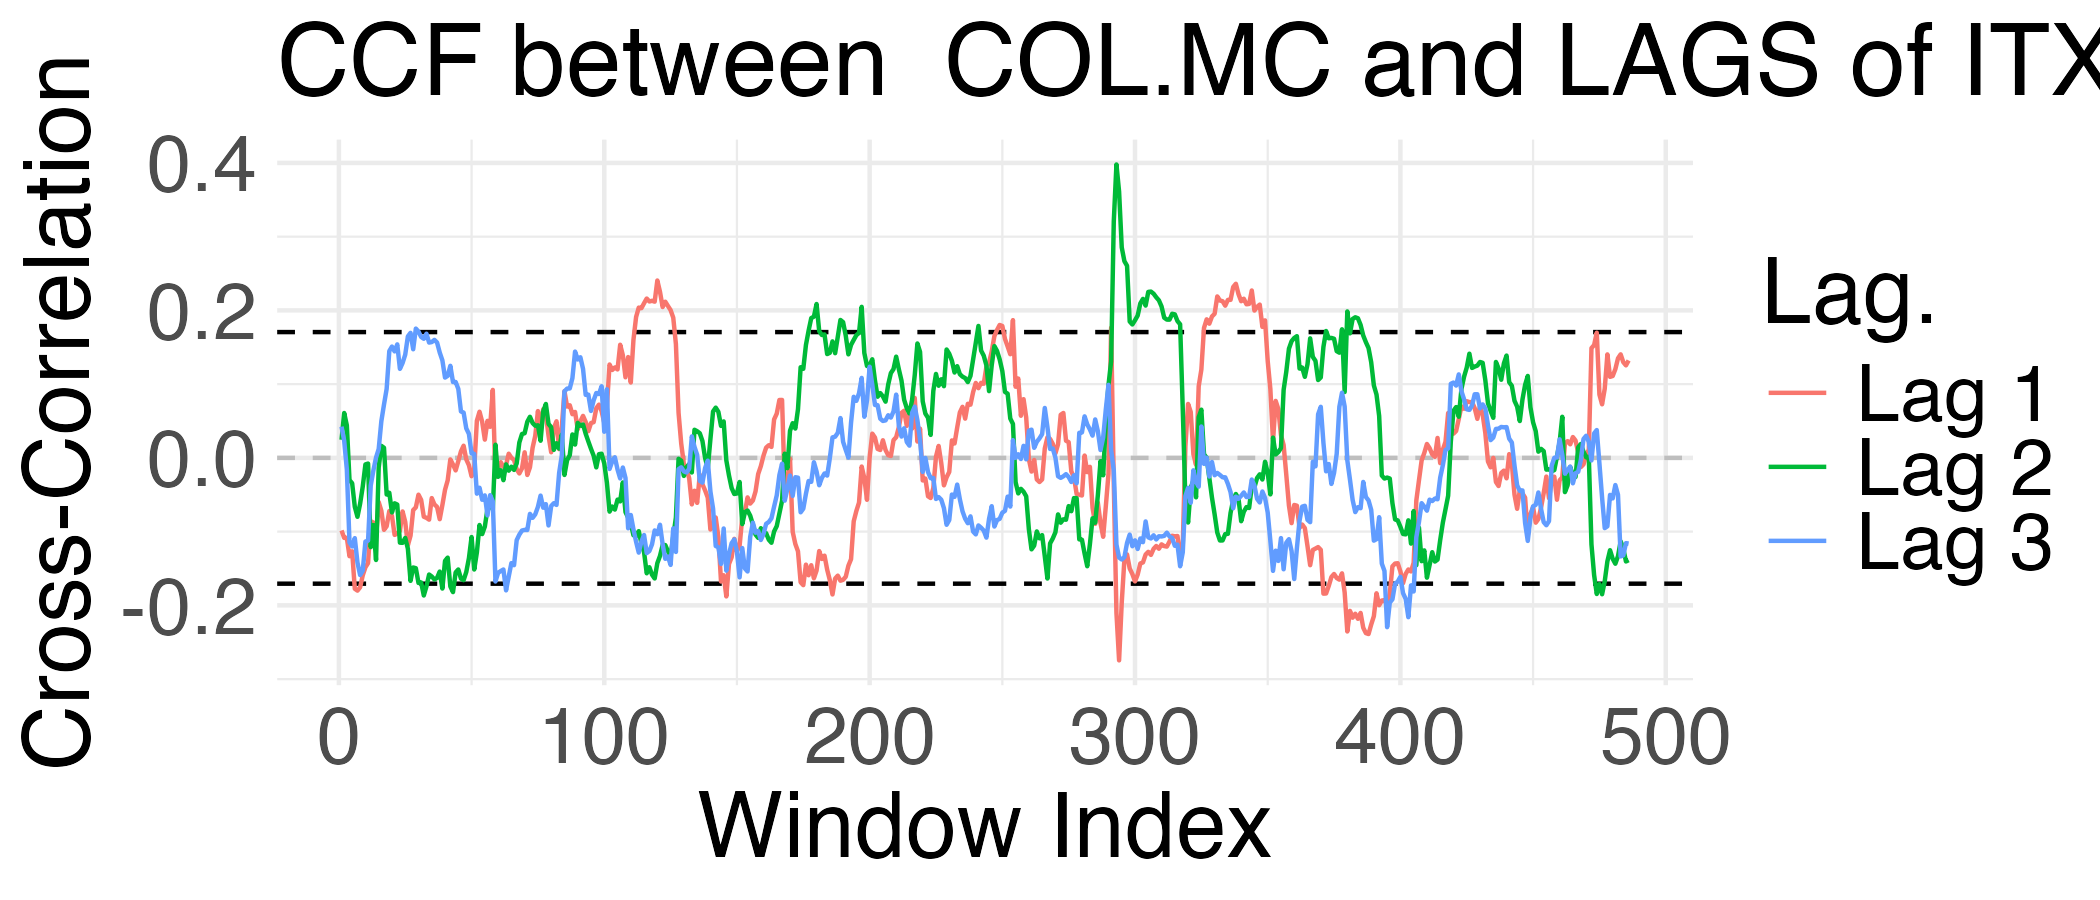 CCF between  COL.MC and LAGS of ITX
Cross-Correlation
0.4
0.2
0.0
-0.2
0 100 200 300 400 500
Window Index
Lag.
Lag 1
Lag 2
Lag 3